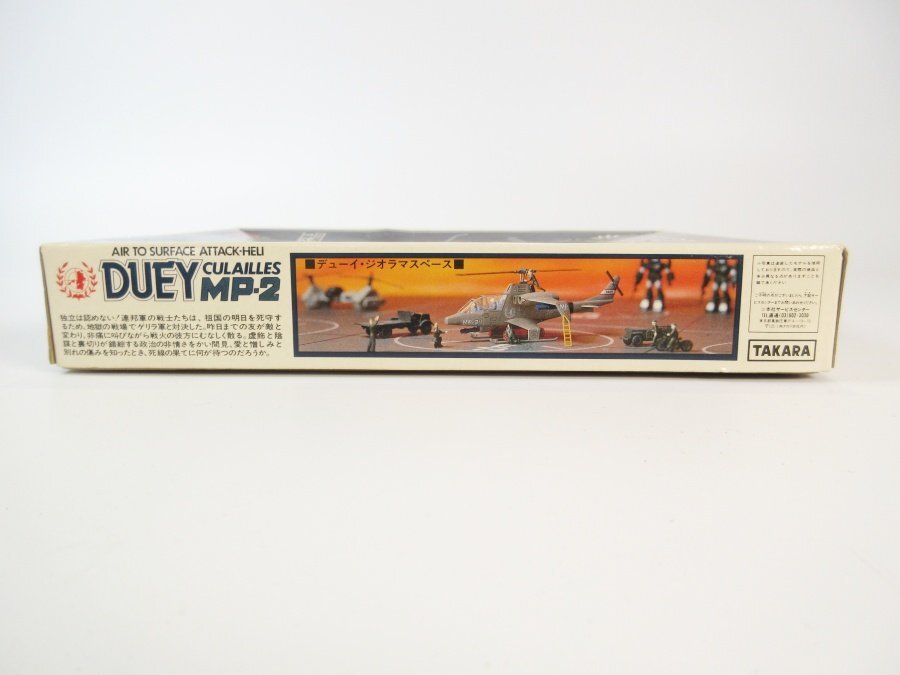 AIR TO SURFACE ATTACK-HELI
DUEY CULAILLES MP-2
独立は認めない!連邦軍の戦士たちは、祖国の明日を死守す
るため、地獄の戦場でゲリラ軍と対決した。昨日までの友が敵と
変わり、非痛に叫びながら戦火の彼方にむなしく散る。虚飾と陰
謀と裏切りが錯綜する政治の非情さをかい間見、愛と憎しみと
別れの傷みを知ったとき、死線の果てに何が待つのだろうか。
■デューイ・ジオラマスペース■
TAKARA